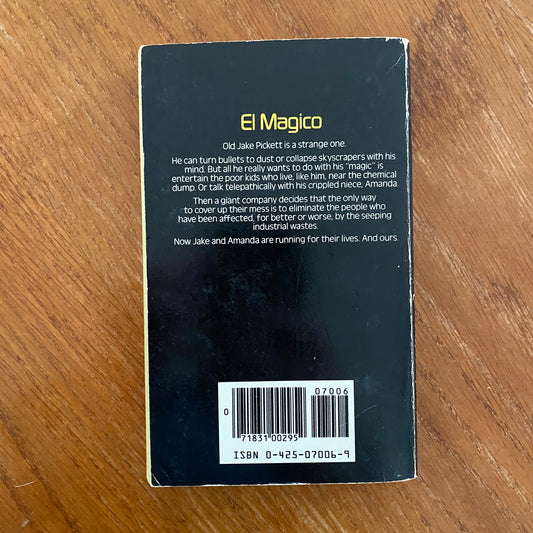 El Magico
Old Jake Pickett is a strange one.
He can turn bullets to dust or collapse skyscrapers with his
mind. But all he really wants to do with his "magic" is
entertain the poor kids who live, like him, near the chemical
dump. Or talk telepathically with his crippled niece, Amanda.
Then a giant company decides that the only way
to cover up their mess is to eliminate the people who
have been affected, for better or worse, by the seeping
industrial wastes.
Now Jake and Amanda are running for their lives. And ours.
07006
0
71831 00295
ISBN 0-425-07006-9